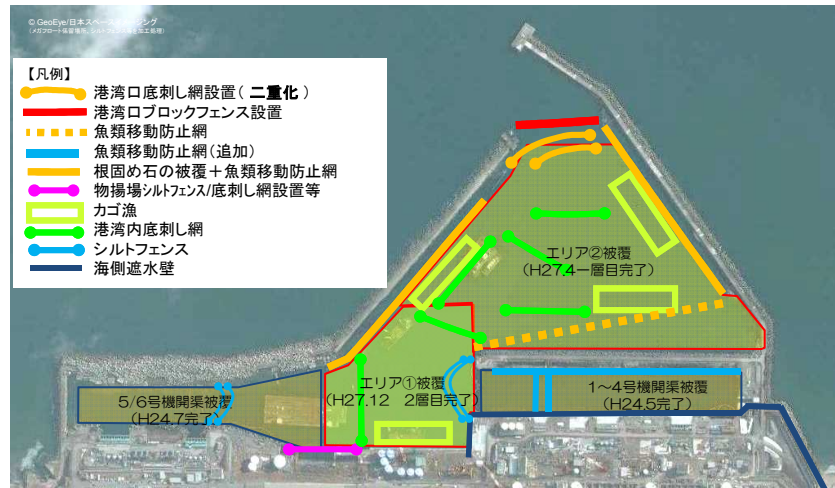 © GeoEye/日本スペースイメージング
【凡例】
港湾口底刺し網設置( 二重化 )
港湾口ブロックフェンス設置
魚類移動防止網
魚類移動防止網(追加)
根固め石の被覆+魚類移動防止網
物揚場シルトフェンス/底刺し網設置等
カゴ漁
港湾内底刺し網
シルトフェンス
海側遮水壁
エリア②被覆
(H27.4一層目完了)
エリア①被覆
(H27.12 2層目完了)
5/6号機開渠被覆
(H24.7完了)
1～4号機開渠被覆
(H24.5完了)